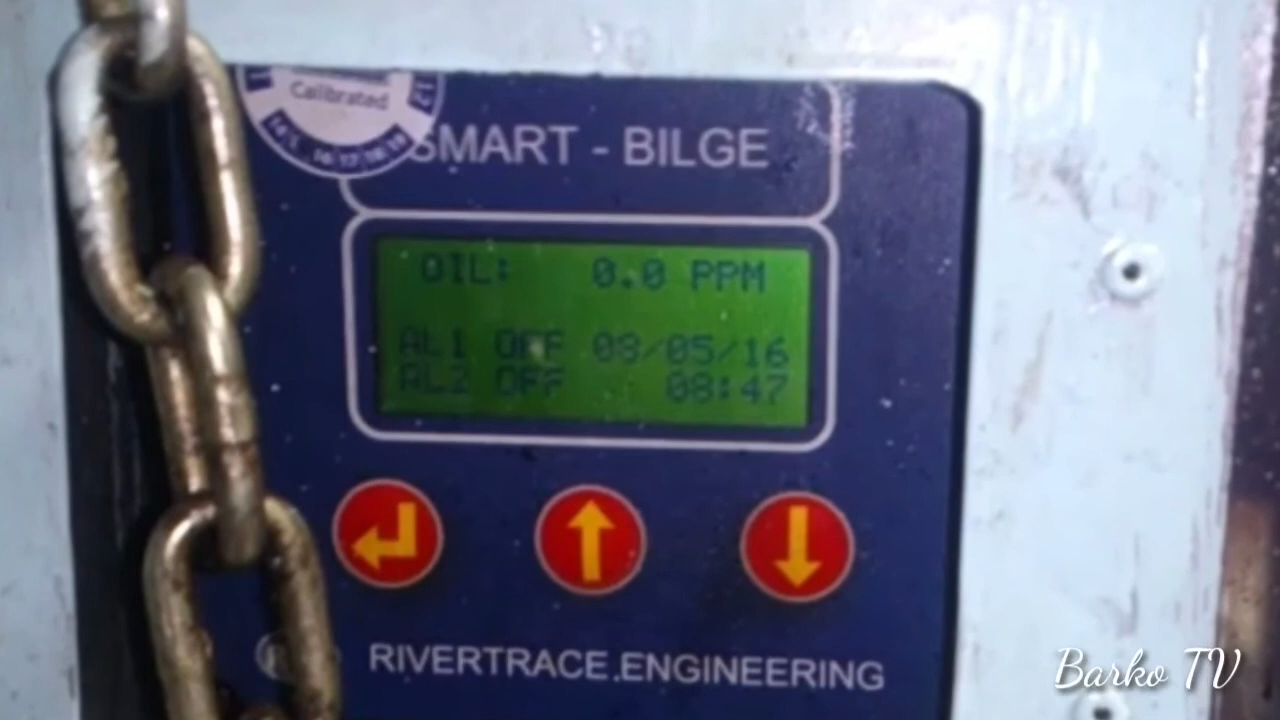 Calibrated
SMART - BILGE
OIL: 0.0 PPM
AL1 OFF 08/05/16
AL2 OFF 08:47
RIVERTRACE ENGINEERING
Barko TV